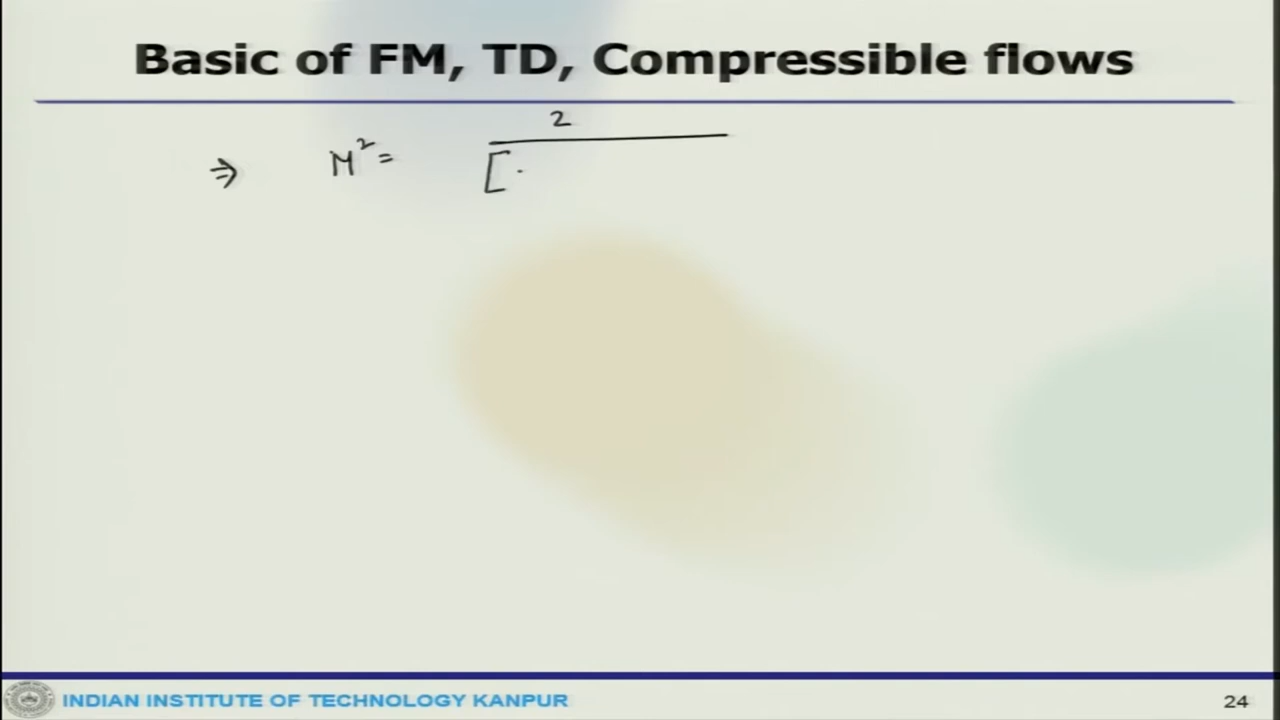 Basic of FM, TD, Compressible flows
⇒ M² = 2
[ ·
INDIAN INSTITUTE OF TECHNOLOGY KANPUR
24